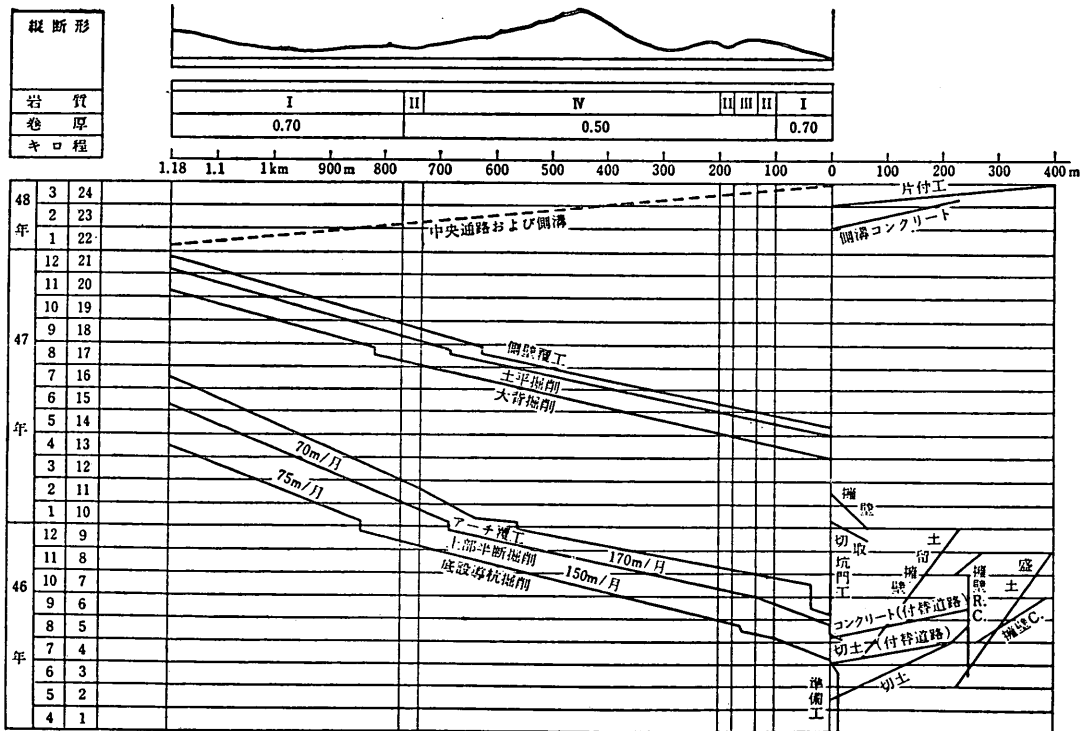 縦断形
岩質 I II IV II III II I
巻厚 0.70 0.50 0.70
キロ程
1.18 1.1 1km 900m 800 700 600 500 400 300 200 100 0 100 200 300 400m
48年
3 24
2 23
1 22
47年
12 21
11 20
10 19
9 18
8 17
7 16
6 15
5 14
4 13
3 12
2 11
1 10
46年
12 9
11 8
10 7
9 6
8 5
7 4
6 3
5 2
4 1
中央通路および側溝
側壁覆工
土平掘削
大背掘削
70m/月
75m/月
アーチ覆工
上部半断掘削
底設導杭掘削
170m/月
150m/月
片付工
側溝コンクリート
擁壁
切取
坑門工
土留擁壁
擁壁R.C.
盛土
擁壁C.
コンクリート(付替道路)
切土(付替道路)
切土
準備工